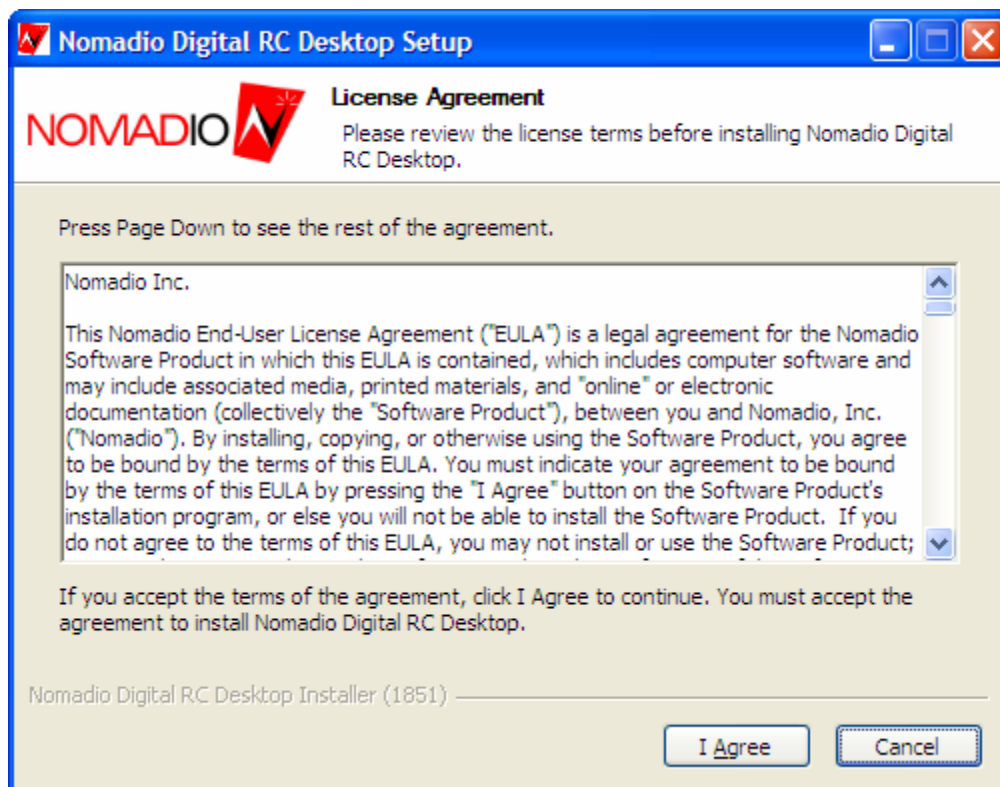 Nomadio Digital RC Desktop Setup
NOMADIO
License Agreement
Please review the license terms before installing Nomadio Digital
RC Desktop.
Press Page Down to see the rest of the agreement.
Nomadio Inc.
This Nomadio End-User License Agreement ("EULA") is a legal agreement for the Nomadio
Software Product in which this EULA is contained, which includes computer software and
may include associated media, printed materials, and "online" or electronic
documentation (collectively the "Software Product"), between you and Nomadio, Inc.
("Nomadio"). By installing, copying, or otherwise using the Software Product, you agree
to be bound by the terms of this EULA. You must indicate your agreement to be bound
by the terms of this EULA by pressing the "I Agree" button on the Software Product's
installation program, or else you will not be able to install the Software Product.  If you
do not agree to the terms of this EULA, you may not install or use the Software Product;
If you accept the terms of the agreement, click I Agree to continue. You must accept the
agreement to install Nomadio Digital RC Desktop.
Nomadio Digital RC Desktop Installer (1851)
I Agree
Cancel